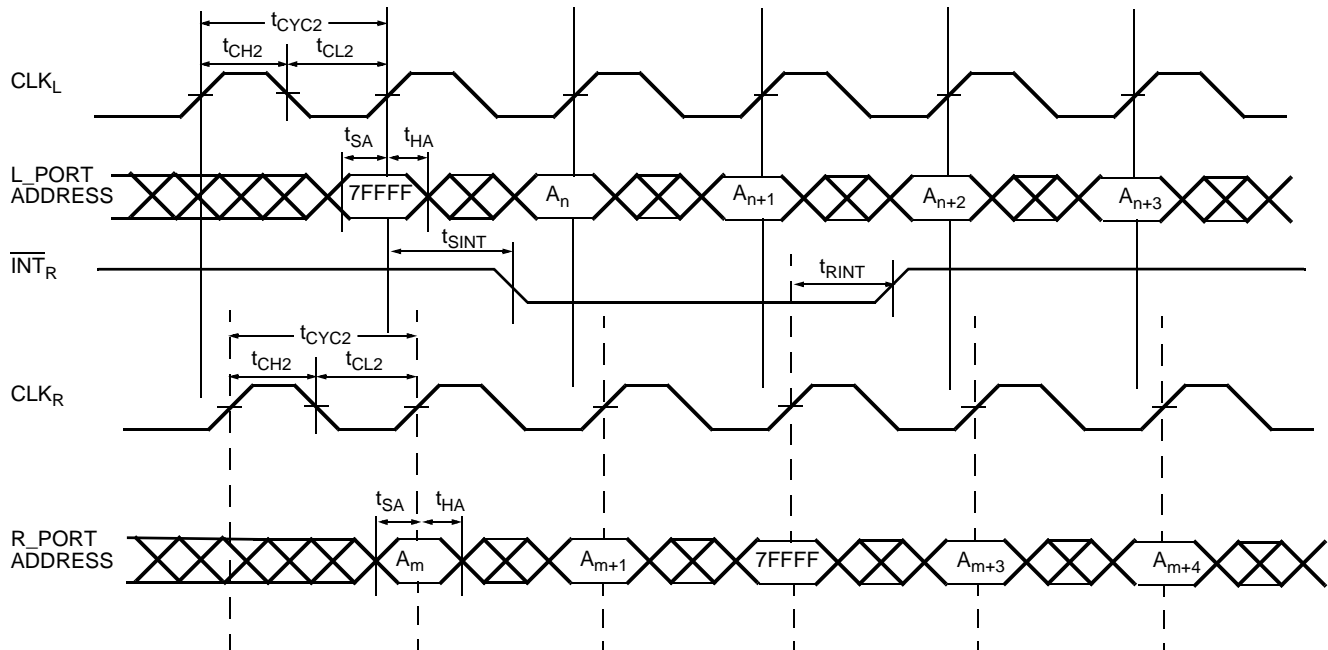 tCYC2
tCH2 tCL2
CLKL
tSA tHA
L_PORT
ADDRESS
7FFFF An An+1 An+2 An+3
tSINT
INTR
tRINT
tCYC2
tCH2 tCL2
CLKR
tSA tHA
R_PORT
ADDRESS
Am Am+1 7FFFF Am+3 Am+4